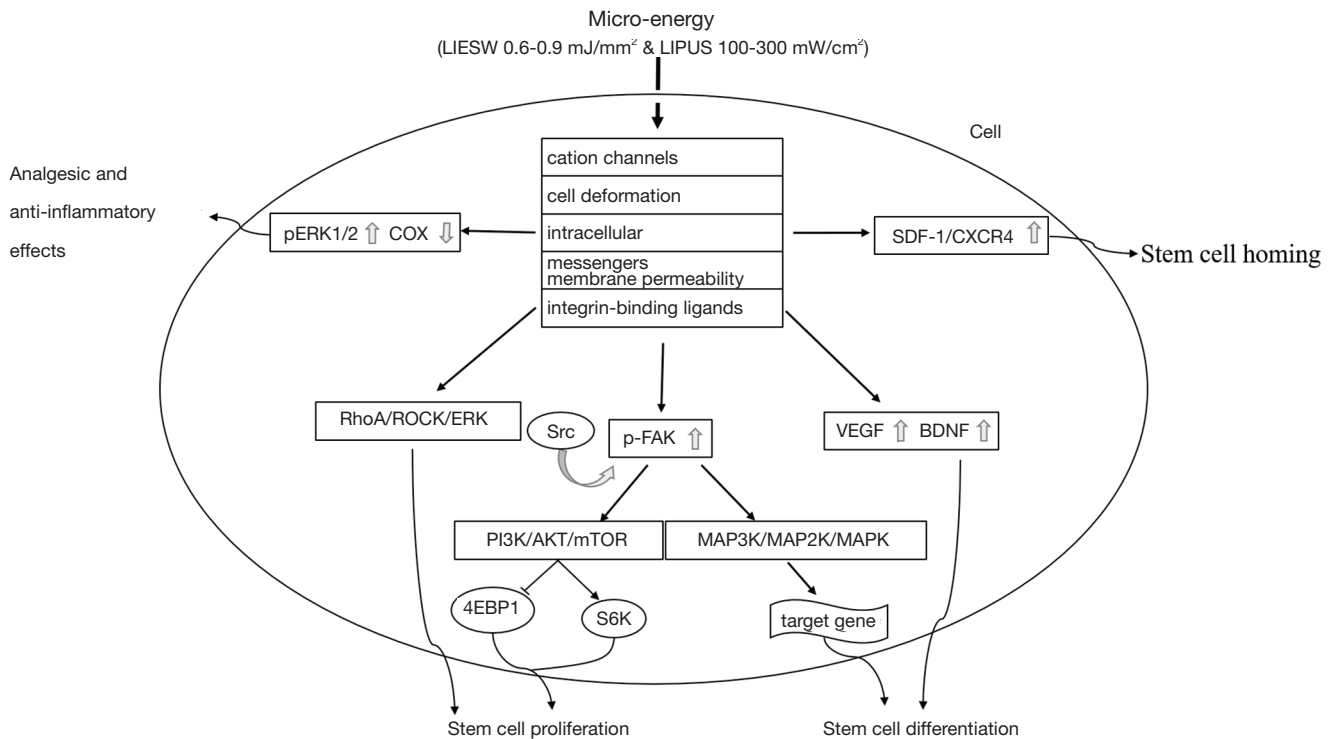 Micro-energy
(LIESW 0.6-0.9 mJ/mm² & LIPUS 100-300 mW/cm²)
Cell
cation channels
cell deformation
intracellular
messengers
membrane permeability
integrin-binding ligands
Analgesic and
anti-inflammatory
effects
pERK1/2 COX
SDF-1/CXCR4
Stem cell homing
RhoA/ROCK/ERK
Src
p-FAK
VEGF BDNF
PI3K/AKT/mTOR
MAP3K/MAP2K/MAPK
4EBP1
S6K
target gene
Stem cell proliferation
Stem cell differentiation